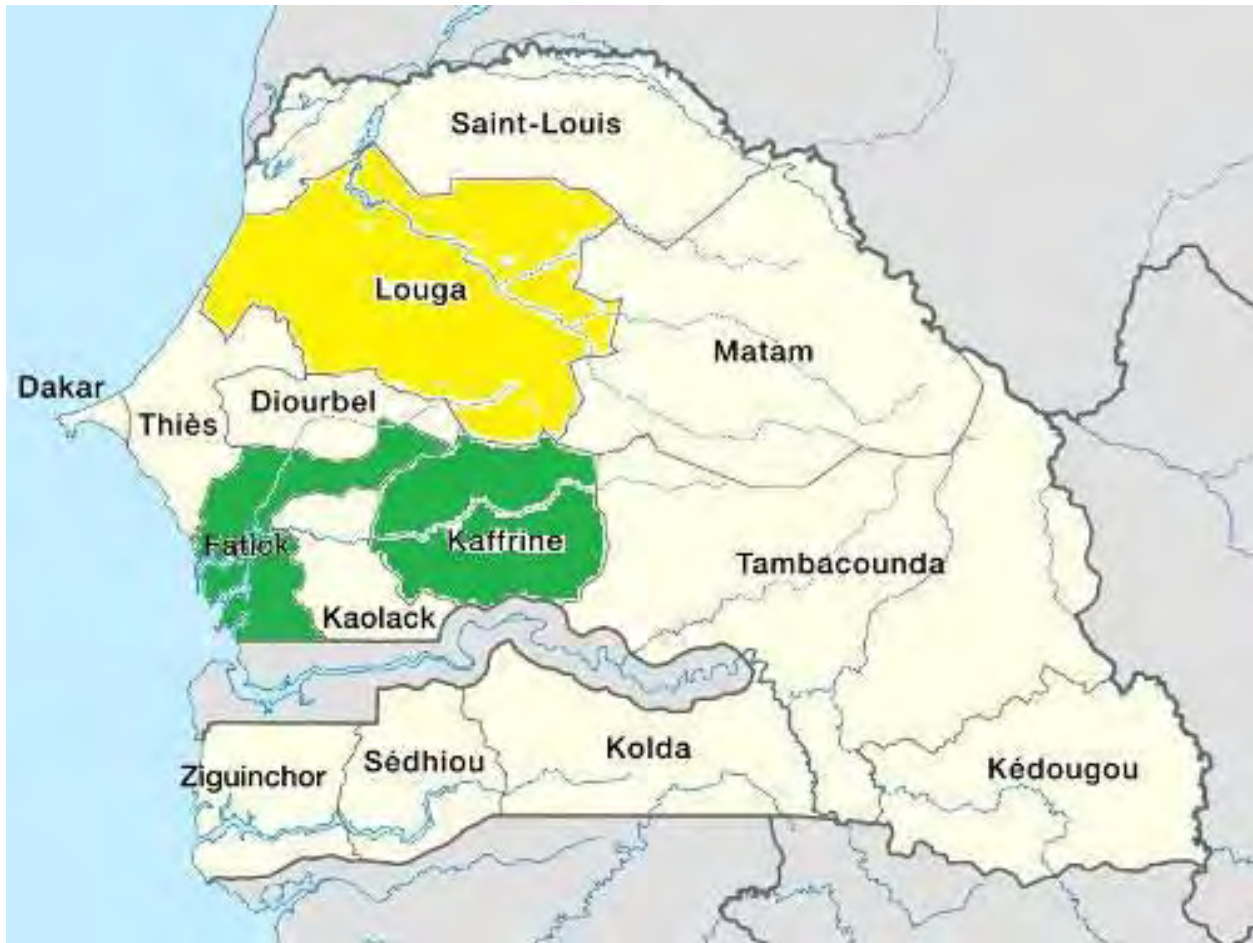 Saint-Louis
Louga
Matam
Dakar
Diourbel
Thiès
Fatick
Kaffrine
Tambacounda
Kaolack
Kolda
Sédhiou
Ziguinchor
Kédougou